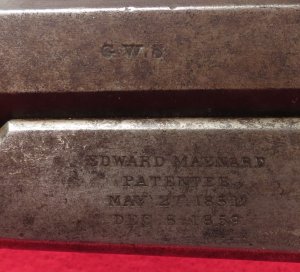 G.W.S
EDWARD MAYNARD
PATENTEE
MAY 27 1851
DEC 6 1859